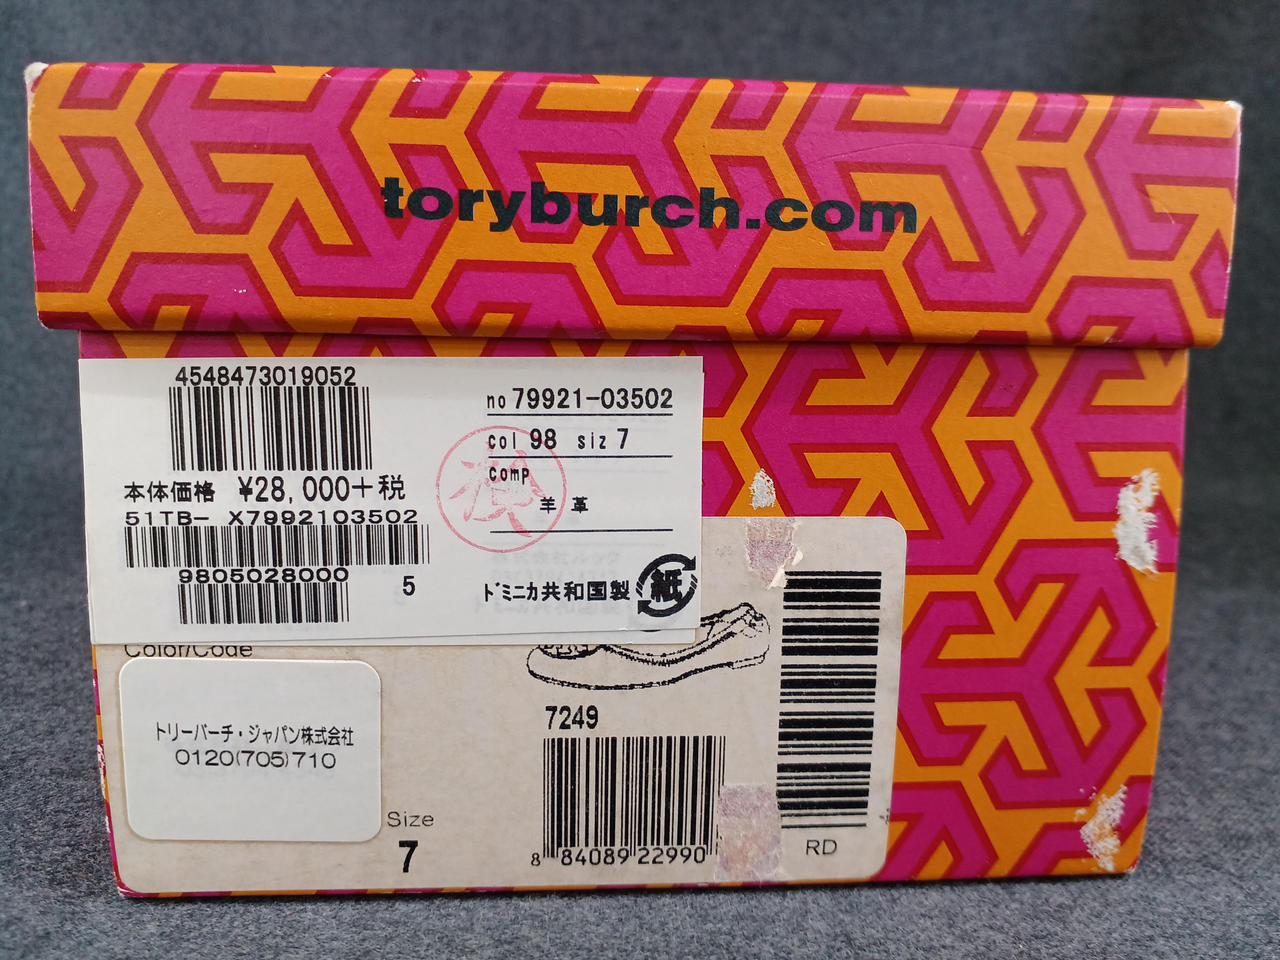 toryburch.com
4548473019052
no 79921-03502
col 98 siz 7
comp
羊 革
本体価格 ¥28,000+税
51TB- X7992103502
9805028000
5
ドミニカ共和国製
紙
Color/Code
トリーバーチ・ジャパン株式会社
0120(705)710
Size
7
7249
8 84089 22990
RD